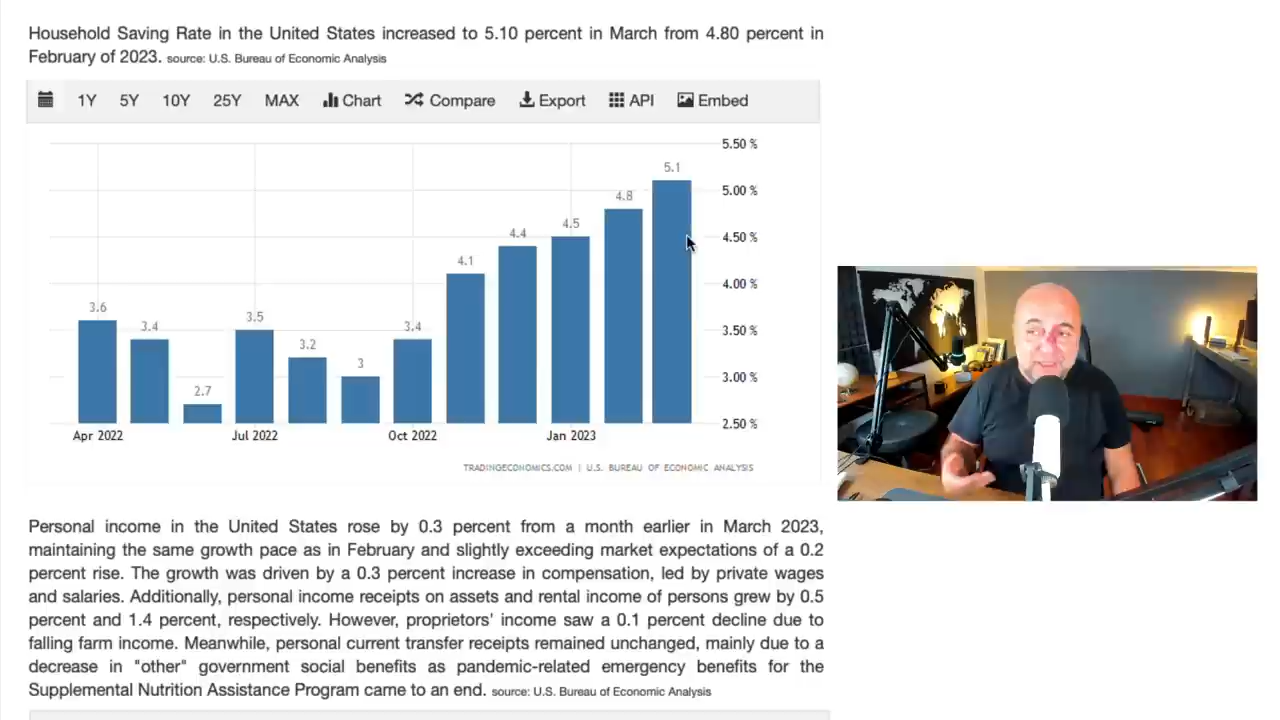 Household Saving Rate in the United States increased to 5.10 percent in March from 4.80 percent in
February of 2023. source: U.S. Bureau of Economic Analysis
1Y 5Y 10Y 25Y MAX Chart Compare Export API Embed
5.50 %
5.1
5.00 %
4.8
4.5
4.50 %
4.4
4.1
4.00 %
3.6
3.4
3.5
3.4
3.50 %
3.2
3
3.00 %
2.7
2.50 %
Apr 2022 Jul 2022 Oct 2022 Jan 2023
TRADINGECONOMICS.COM | U.S. BUREAU OF ECONOMIC ANALYSIS
Personal income in the United States rose by 0.3 percent from a month earlier in March 2023,
maintaining the same growth pace as in February and slightly exceeding market expectations of a 0.2
percent rise. The growth was driven by a 0.3 percent increase in compensation, led by private wages
and salaries. Additionally, personal income receipts on assets and rental income of persons grew by 0.5
percent and 1.4 percent, respectively. However, proprietors' income saw a 0.1 percent decline due to
falling farm income. Meanwhile, personal current transfer receipts remained unchanged, mainly due to a
decrease in "other" government social benefits as pandemic-related emergency benefits for the
Supplemental Nutrition Assistance Program came to an end. source: U.S. Bureau of Economic Analysis